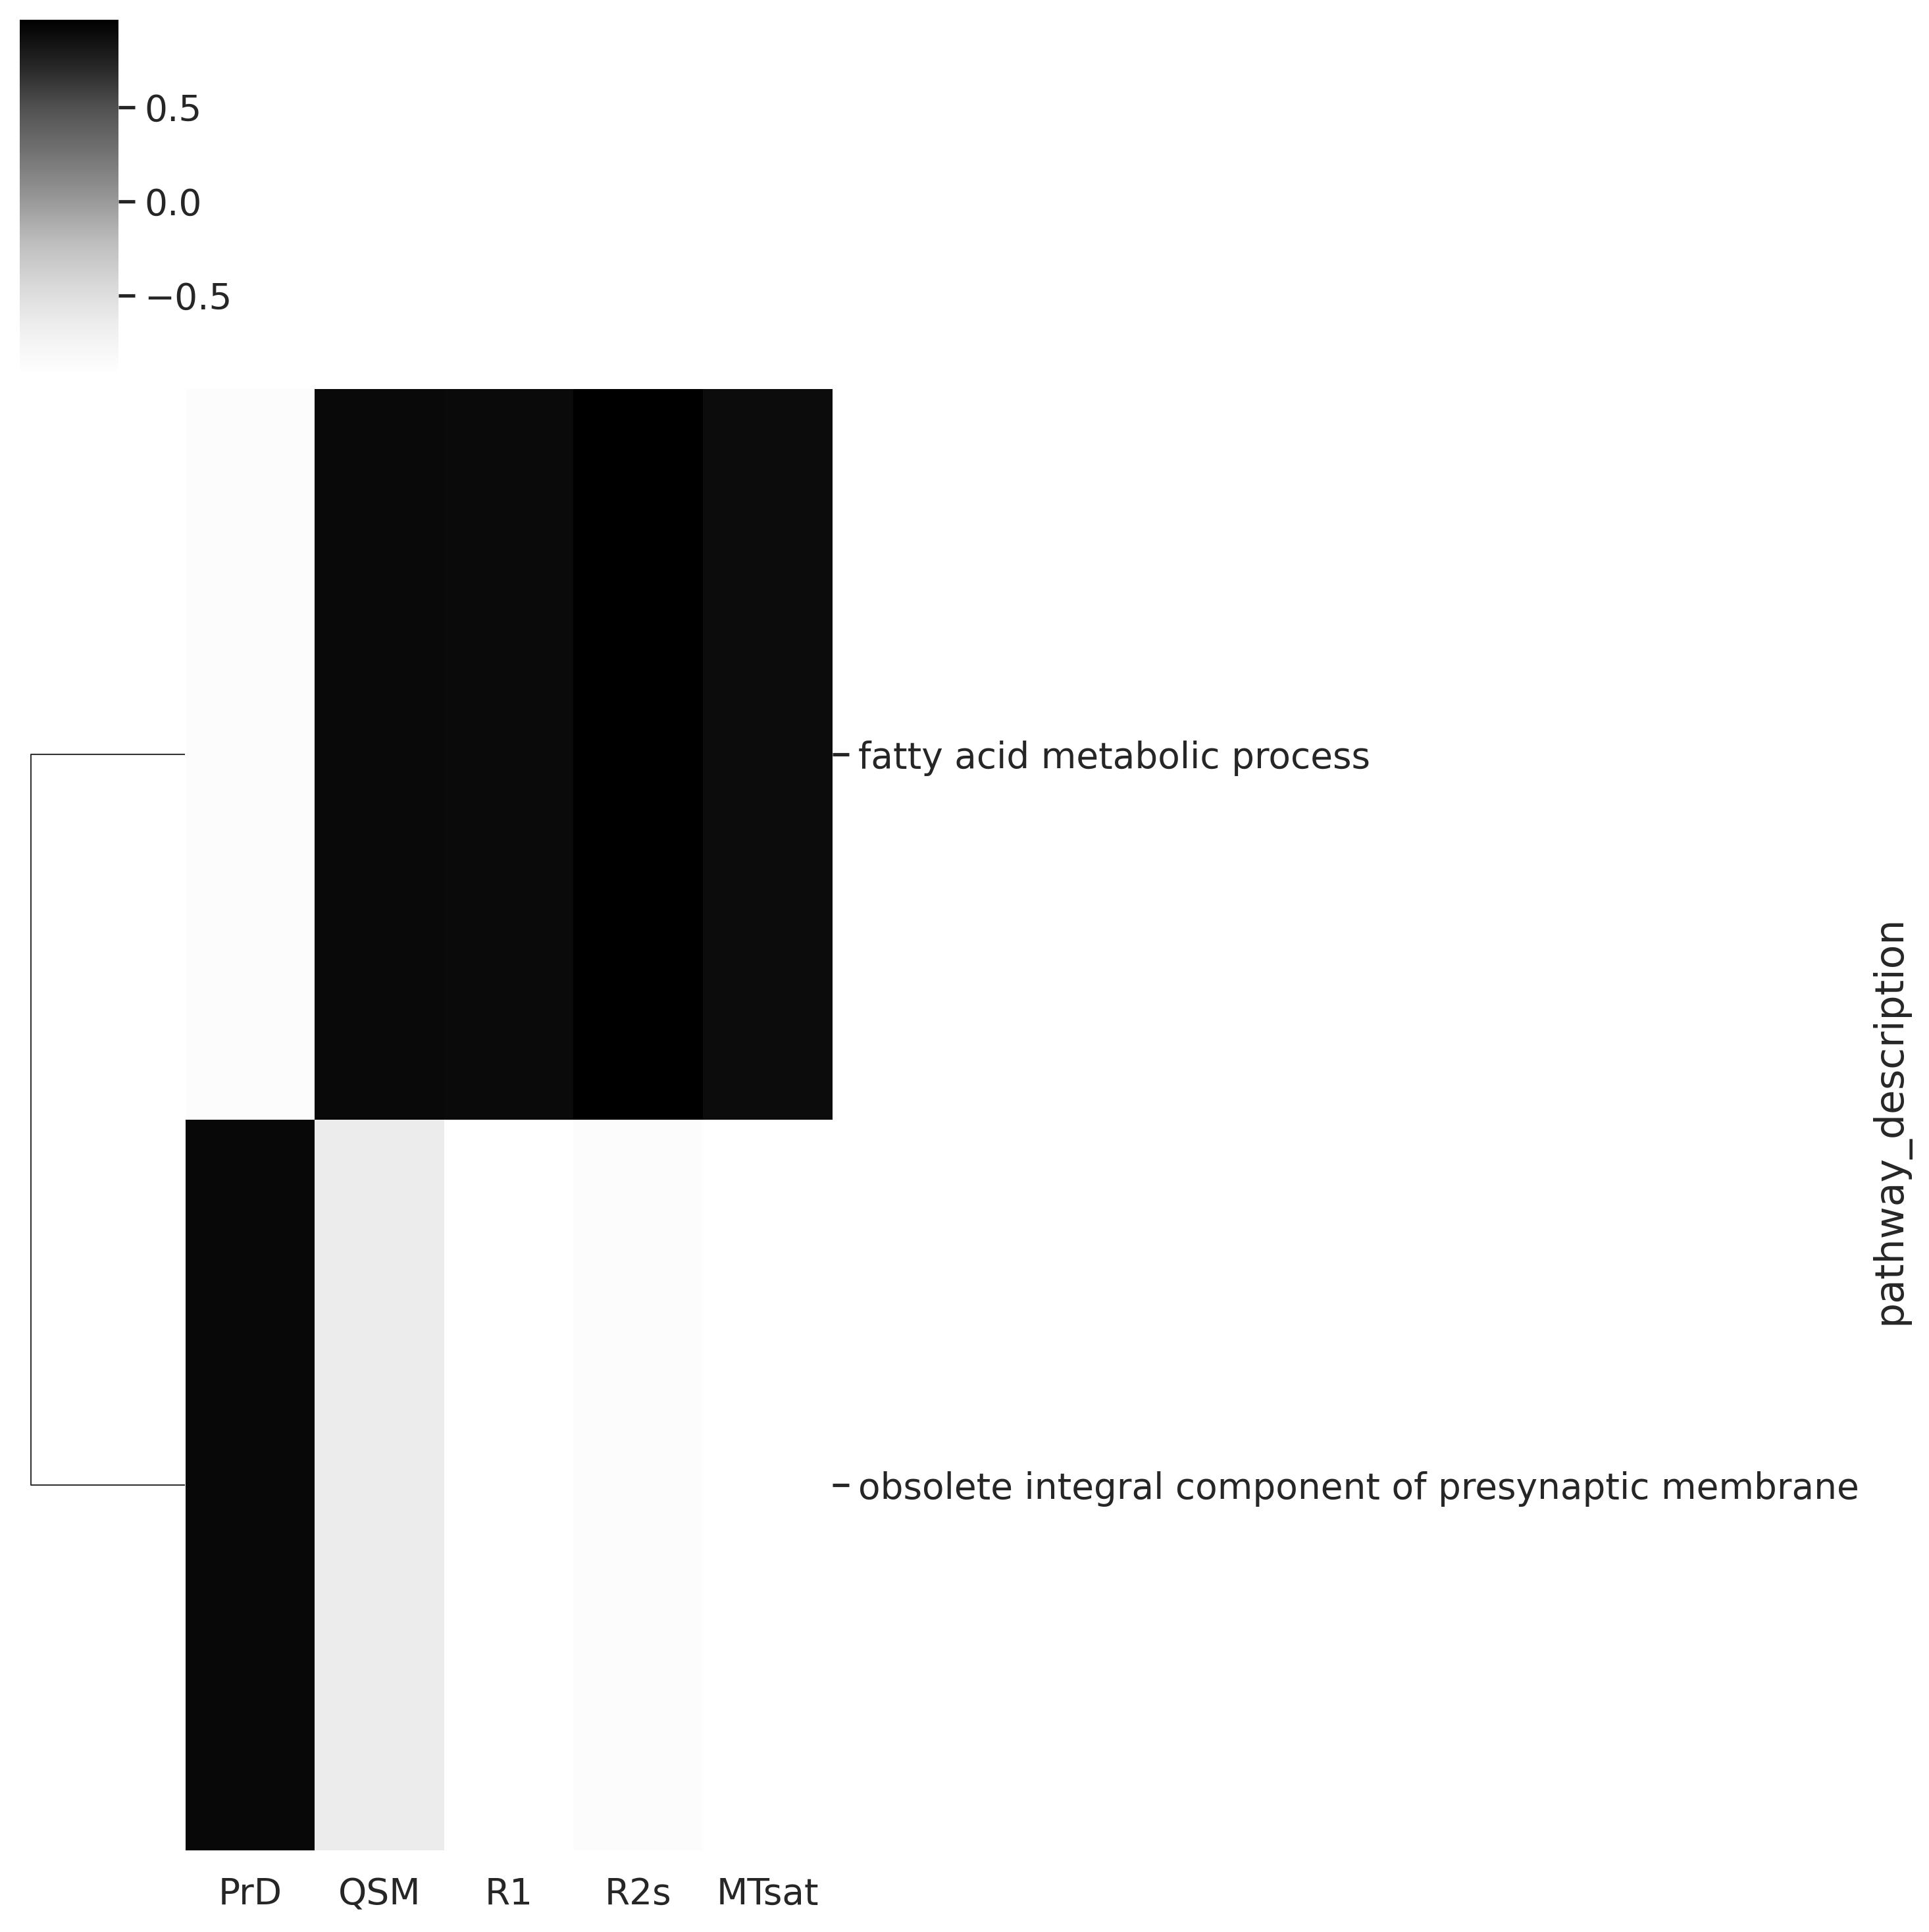 0.5
0.0
−0.5
fatty acid metabolic process
pathway_description
obsolete integral component of presynaptic membrane
PrD QSM R1 R2s MTsat